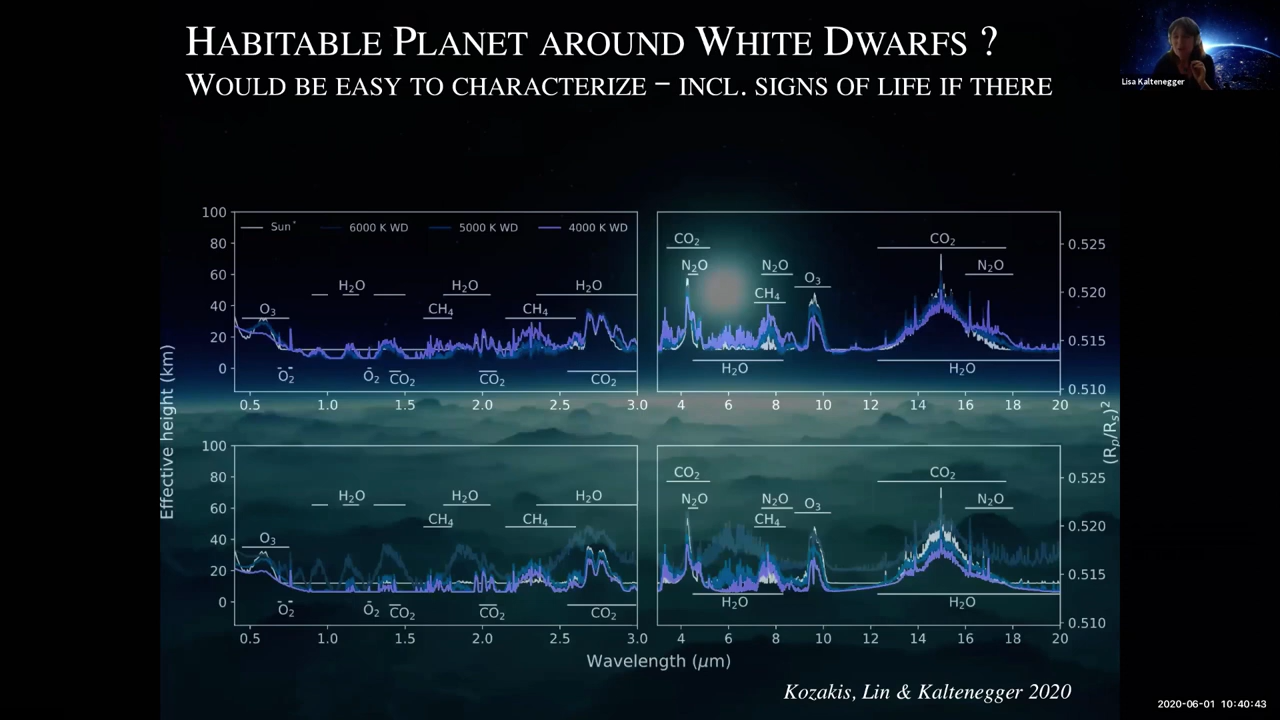 HABITABLE PLANET AROUND WHITE DWARFS ?
WOULD BE EASY TO CHARACTERIZE – INCL. SIGNS OF LIFE IF THERE
Lisa Kaltenegger
100
80
60
40
20
0
Sun*
6000 K WD
5000 K WD
4000 K WD
O₃
H₂O
H₂O
H₂O
CH₄
CH₄
O₂
O₂
CO₂
CO₂
CO₂
0.5 1.0 1.5 2.0 2.5 3.0
CO₂
N₂O
N₂O
CH₄
O₃
CO₂
N₂O
H₂O
H₂O
4 6 8 10 12 14 16 18 20
0.525
0.520
0.515
0.510
Effective height (km)
(Rₚ/Rₛ)²
100
80
60
40
20
0
O₃
H₂O
H₂O
H₂O
CH₄
CH₄
O₂
O₂
CO₂
CO₂
CO₂
0.5 1.0 1.5 2.0 2.5 3.0
CO₂
N₂O
N₂O
CH₄
O₃
CO₂
N₂O
H₂O
H₂O
4 6 8 10 12 14 16 18 20
0.525
0.520
0.515
0.510
Wavelength (μm)
Kozakis, Lin & Kaltenegger 2020
2020-06-01 10:40:43